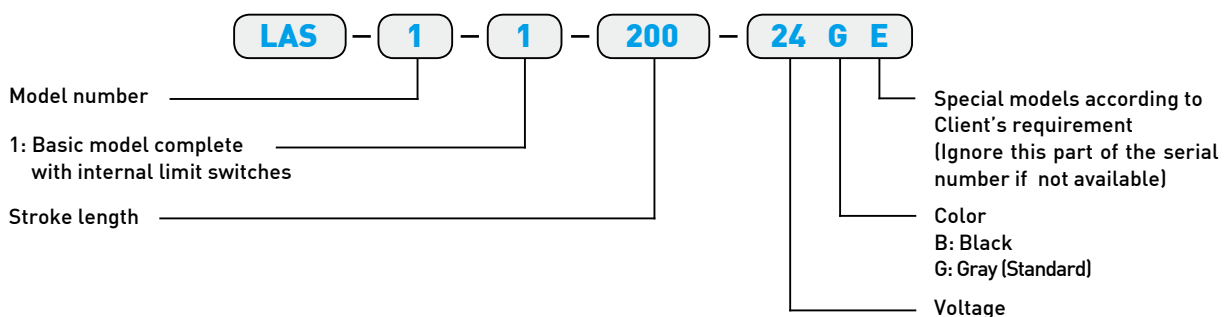 LAS – 1 – 1 – 200 – 24 G E
Model number
1: Basic model complete
with internal limit switches
Stroke length
Special models according to
Client's requirement
(Ignore this part of the serial
number if not available)
Color
B: Black
G: Gray (Standard)
Voltage